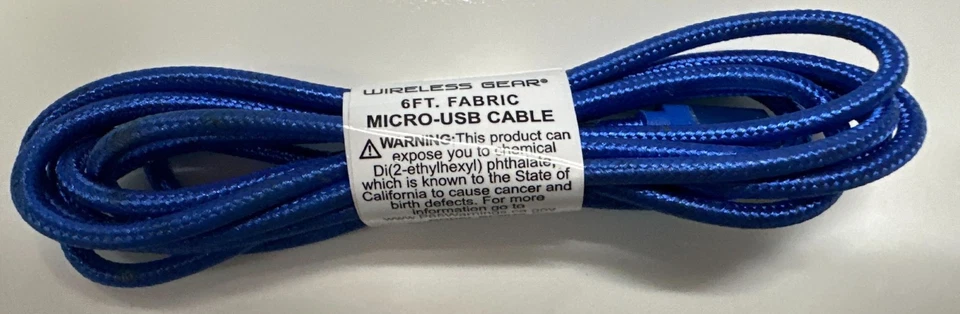 WIRELESS GEAR®
6FT. FABRIC
MICRO-USB CABLE
⚠WARNING:This product can
expose you to chemical
Di(2-ethylhexyl) phthalate,
which is known to the State of
California to cause cancer and
birth defects. For more
information go to